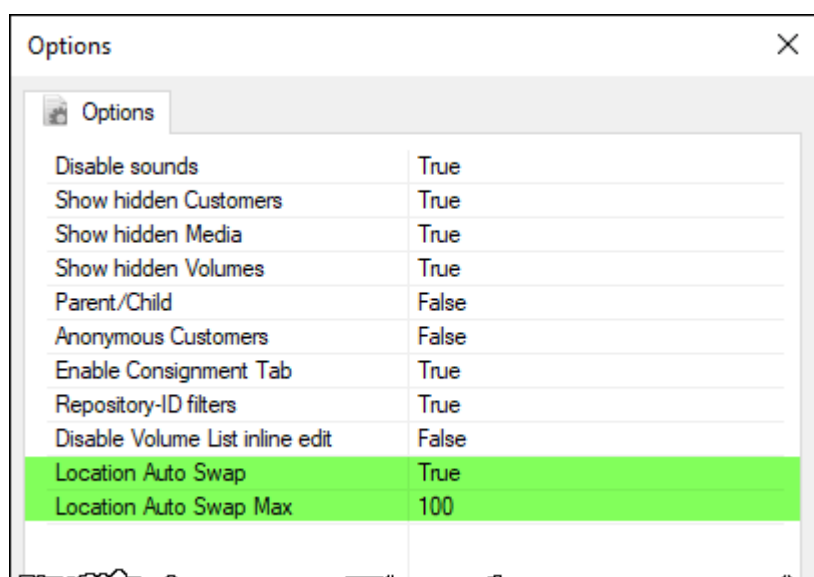 Options
Options
Disable sounds True
Show hidden Customers True
Show hidden Media True
Show hidden Volumes True
Parent/Child False
Anonymous Customers False
Enable Consignment Tab True
Repository-ID filters True
Disable Volume List inline edit False
Location Auto Swap True
Location Auto Swap Max 100